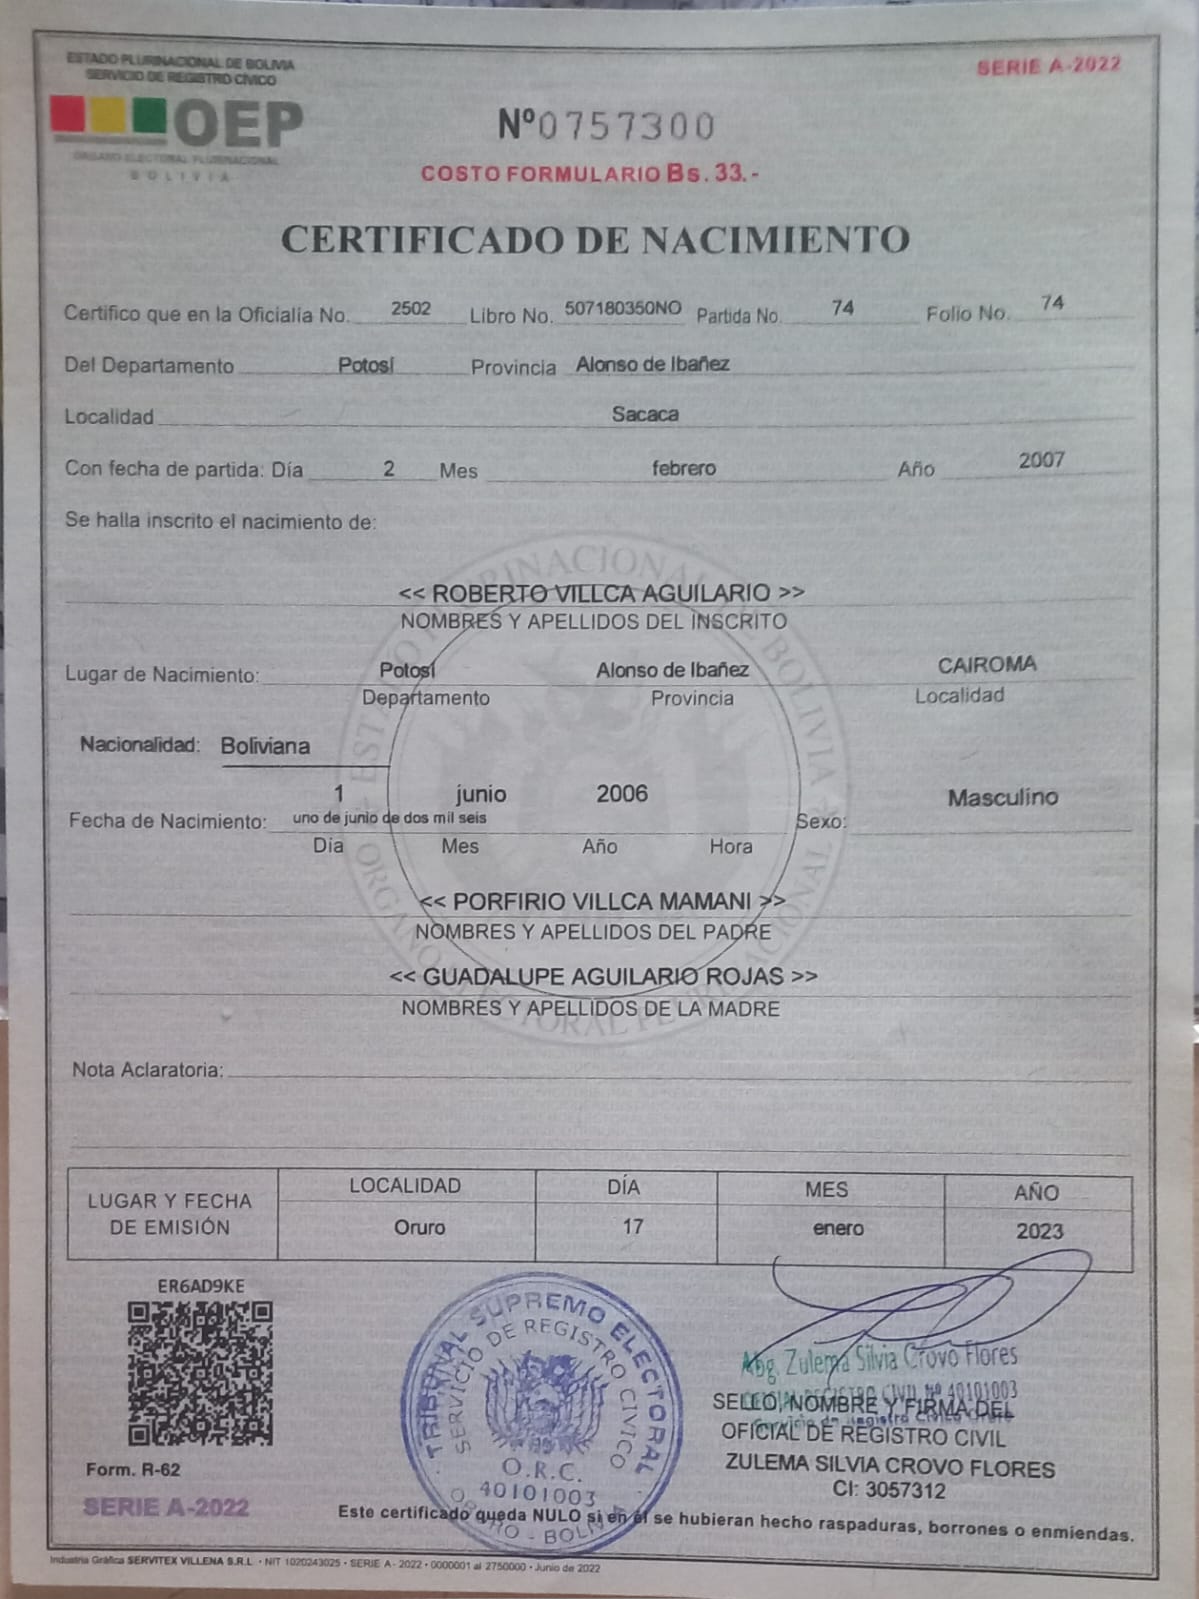 ESTADO PLURINACIONAL DE BOLIVIA
SERVICIO DE REGISTRO CÍVICO
OEP
ÓRGANO ELECTORAL PLURINACIONAL
BOLIVIA
SERIE A-2022
Nº0757300
COSTO FORMULARIO Bs. 33.-
CERTIFICADO DE NACIMIENTO
Certifico que en la Oficialía No. 2502 Libro No. 507180350NO Partida No. 74 Folio No. 74
Del Departamento Potosí Provincia Alonso de Ibañez
Localidad Sacaca
Con fecha de partida: Día 2 Mes febrero Año 2007
Se halla inscrito el nacimiento de:
<< ROBERTO VILLCA AGUILARIO >>
NOMBRES Y APELLIDOS DEL INSCRITO
Lugar de Nacimiento: Potosí Alonso de Ibañez CAIROMA
Departamento Provincia Localidad
Nacionalidad: Boliviana
1 junio 2006 Masculino
Fecha de Nacimiento: uno de junio de dos mil seis Sexo:
Día Mes Año Hora
<< PORFIRIO VILLCA MAMANI >>
NOMBRES Y APELLIDOS DEL PADRE
<< GUADALUPE AGUILARIO ROJAS >>
NOMBRES Y APELLIDOS DE LA MADRE
Nota Aclaratoria:
LUGAR Y FECHA DE EMISIÓN LOCALIDAD DÍA MES AÑO
Oruro 17 enero 2023
ER6AD9KE
TRIBUNAL SUPREMO ELECTORAL
SERVICIO DE REGISTRO CIVICO
O.R.C.
40101003
ORURO - BOLIVIA
Abg. Zulema Silvia Crovo Flores
OFICIAL REGISTRO CIVIL Nº 40101003
Servicio de Registro Cívico
SELLO, NOMBRE Y FIRMA DEL
OFICIAL DE REGISTRO CIVIL
ZULEMA SILVIA CROVO FLORES
CI: 3057312
Form. R-62
SERIE A-2022
Este certificado queda NULO si en él se hubieran hecho raspaduras, borrones o enmiendas.
Industria Gráfica SERVITEX VILLENA S.R.L. • NIT 1020243025 • SERIE A - 2022 • 0000001 al 2750000 • Junio de 2022